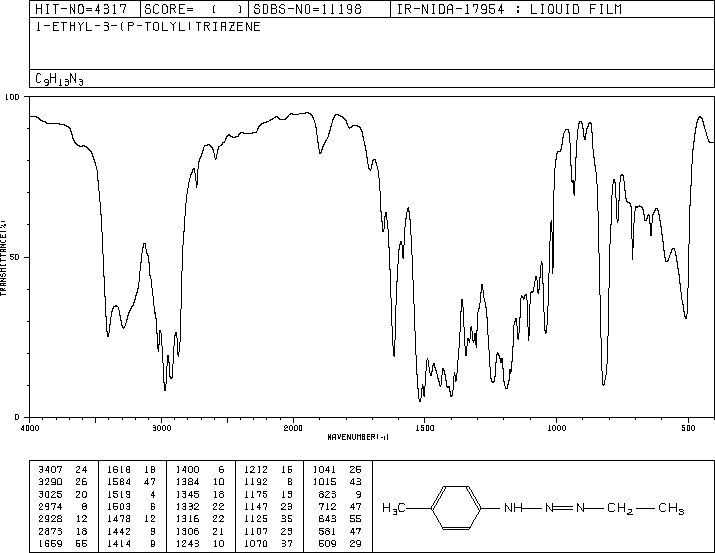 HIT-NO=4317 SCORE= ( ) SDBS-NO=11198 IR-NIDA-17954 : LIQUID FILM
1-ETHYL-3-(P-TOLYL)TRIAZENE
C9H13N3
100
50
0
TRANSMITTANCE(%)
4000 3000 2000 1500 1000 500
WAVENUMBER(-1)
3407 24 1618 18 1400 6 1212 16 1041 25
3290 26 1584 47 1384 10 1192 8 1015 43
3025 20 1519 4 1345 18 1175 19 823 9
2974 8 1503 6 1332 22 1147 23 712 47
2928 12 1478 12 1316 22 1125 35 643 55
2873 18 1442 9 1306 21 1107 23 581 47
1659 55 1414 9 1243 10 1070 37 509 29
H3C NH N N CH2 CH3